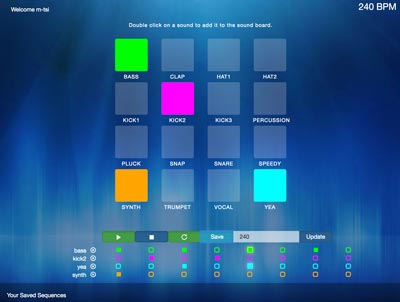 Welcome m-tsi
240 BPM
Double click on a sound to add it to the sound board.
BASS CLAP HAT1 HAT2
KICK1 KICK2 KICK3 PERCUSSION
PLUCK SNAP SNARE SPEEDY
SYNTH TRUMPET VOCAL YEA
Save 240 Update
bass
kick2
yea
synth
Your Saved Sequences